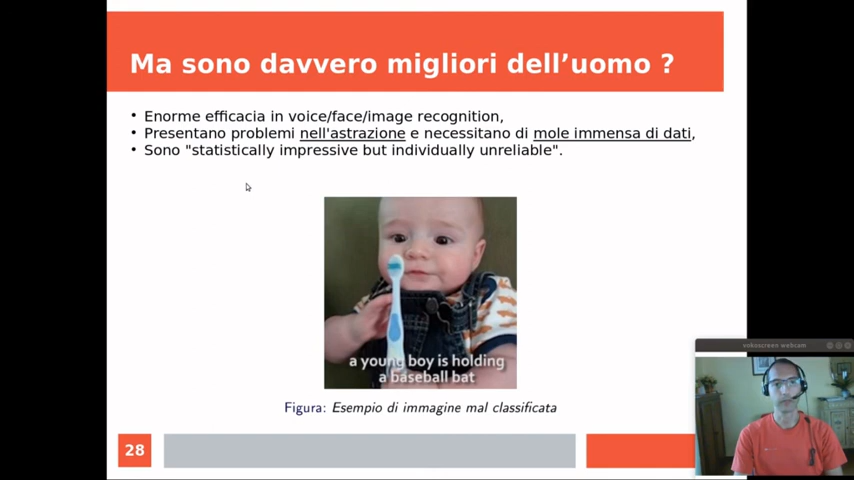 Ma sono davvero migliori dell'uomo ?
• Enorme efficacia in voice/face/image recognition,
• Presentano problemi nell'astrazione e necessitano di mole immensa di dati,
• Sono "statistically impressive but individually unreliable".
a young boy is holding
a baseball bat
Figura: Esempio di immagine mal classificata
28
vokoscreen webcam